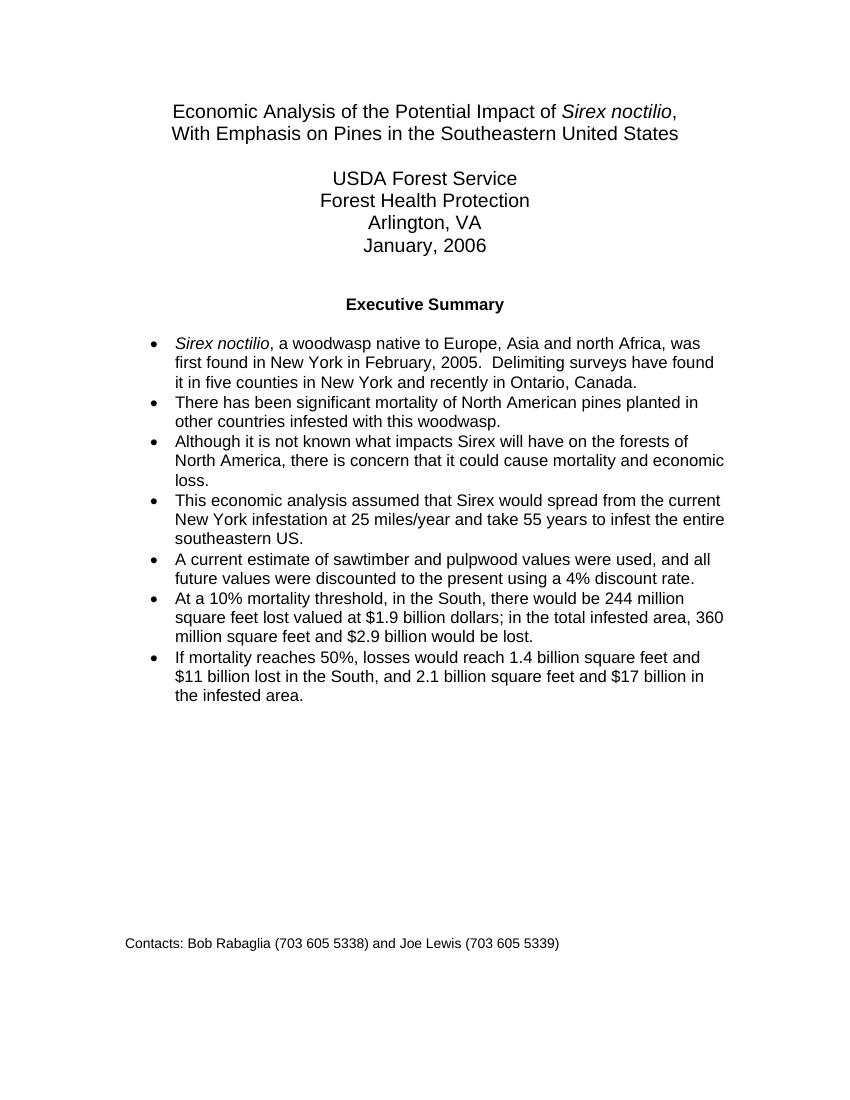 Economic Analysis of the Potential Impact of Sirex noctilio,
With Emphasis on Pines in the Southeastern United States
USDA Forest Service
Forest Health Protection
Arlington, VA
January, 2006
Executive Summary
• Sirex noctilio, a woodwasp native to Europe, Asia and north Africa, was
first found in New York in February, 2005.  Delimiting surveys have found
it in five counties in New York and recently in Ontario, Canada.
• There has been significant mortality of North American pines planted in
other countries infested with this woodwasp.
• Although it is not known what impacts Sirex will have on the forests of
North America, there is concern that it could cause mortality and economic
loss.
• This economic analysis assumed that Sirex would spread from the current
New York infestation at 25 miles/year and take 55 years to infest the entire
southeastern US.
• A current estimate of sawtimber and pulpwood values were used, and all
future values were discounted to the present using a 4% discount rate.
• At a 10% mortality threshold, in the South, there would be 244 million
square feet lost valued at $1.9 billion dollars; in the total infested area, 360
million square feet and $2.9 billion would be lost.
• If mortality reaches 50%, losses would reach 1.4 billion square feet and
$11 billion lost in the South, and 2.1 billion square feet and $17 billion in
the infested area.
Contacts: Bob Rabaglia (703 605 5338) and Joe Lewis (703 605 5339)